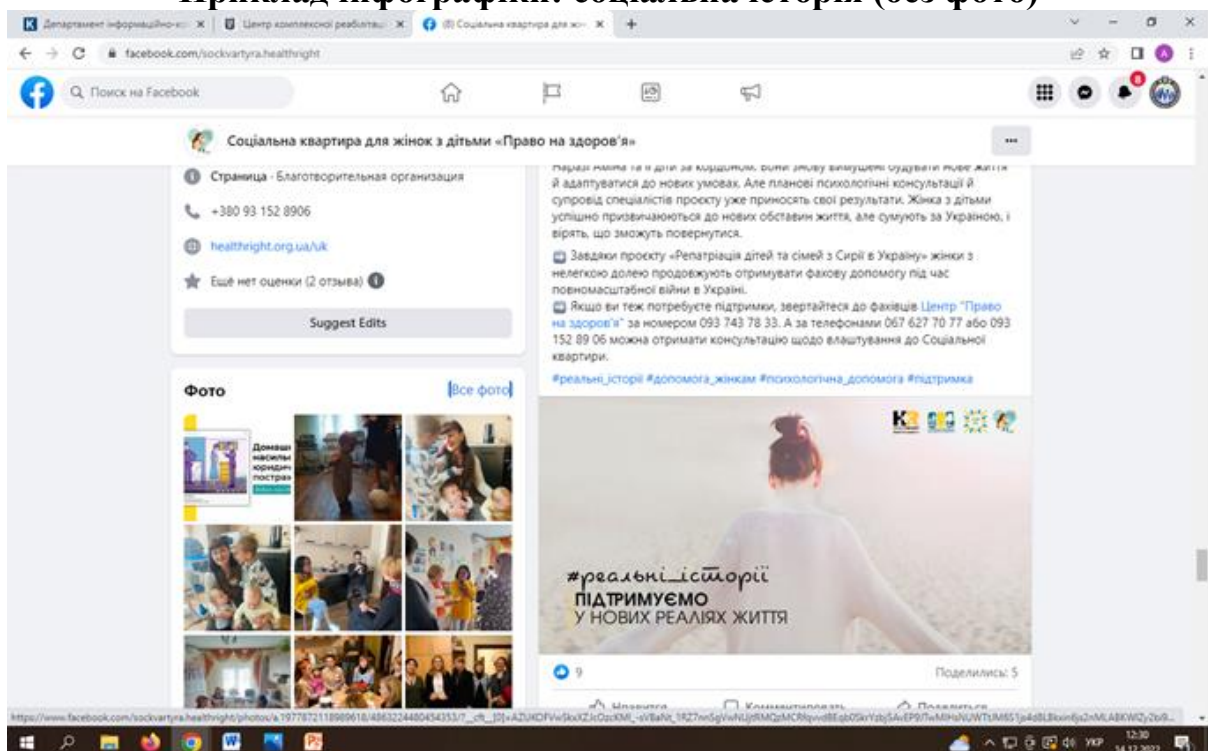 Приклад інфографіки: соціальна історія (без фото)
Департамент інформаційно-ко
Центр комплексної реабілітац
(8) Соціальна квартира для жін
facebook.com/sockvartyra.healthright
Поиск на Facebook
8
Соціальна квартира для жінок з дітьми «Право на здоров'я»
Страница · Благотворительная организация
+380 93 152 8906
healthright.org.ua/uk
Ещё нет оценки (2 отзыва)
Suggest Edits
Фото
Все фото
Наразі Аміна та її діти за кордоном. Вони знову вимушені будувати нове життя
й адаптуватися до нових умовах. Але планові психологічні консультації й
супровід спеціалістів проєкту уже приносять свої результати. Жінка з дітьми
успішно призвичаюються до нових обставин життя, але сумують за Україною, і
вірять, що зможуть повернутися.
Завдяки проєкту «Репатріація дітей та сімей з Сирії в Україну» жінки з
нелегкою долею продовжують отримувати фахову допомогу під час
повномасштабної війни в Україні.
Якщо ви теж потребуєте підтримки, звертайтеся до фахівців Центр "Право
на здоров'я" за номером 093 743 78 33. А за телефонами 067 627 70 77 або 093
152 89 06 можна отримати консультацію щодо влаштування до Соціальної
квартири.
#реальні_історії #допомога_жінкам #психологічна_допомога #підтримка
#реальні_історії
ПІДТРИМУЄМО
У НОВИХ РЕАЛІЯХ ЖИТТЯ
9
Поделились: 5
Нравится
Комментировать
Поделиться
УКР
12:30
14.12.2022